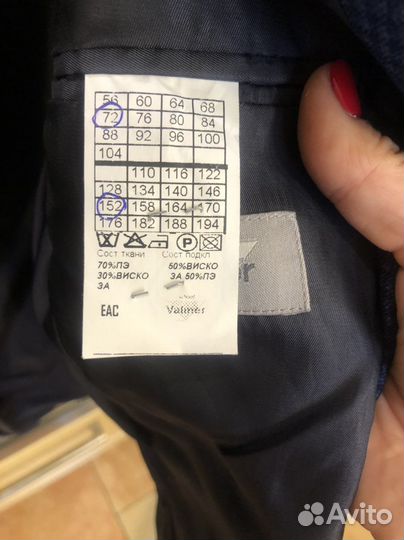 56 60 64 68
72 76 80 84
88 92 96 100
104
110 116 122
128 134 140 146
152 158 164 170
176 182 188 194
P
Сост ткани Сост подкл
70%ПЭ 50%ВИСКО
30%ВИСКО ЗА 50%ПЭ
ЗА
EAC Valmer
Avito